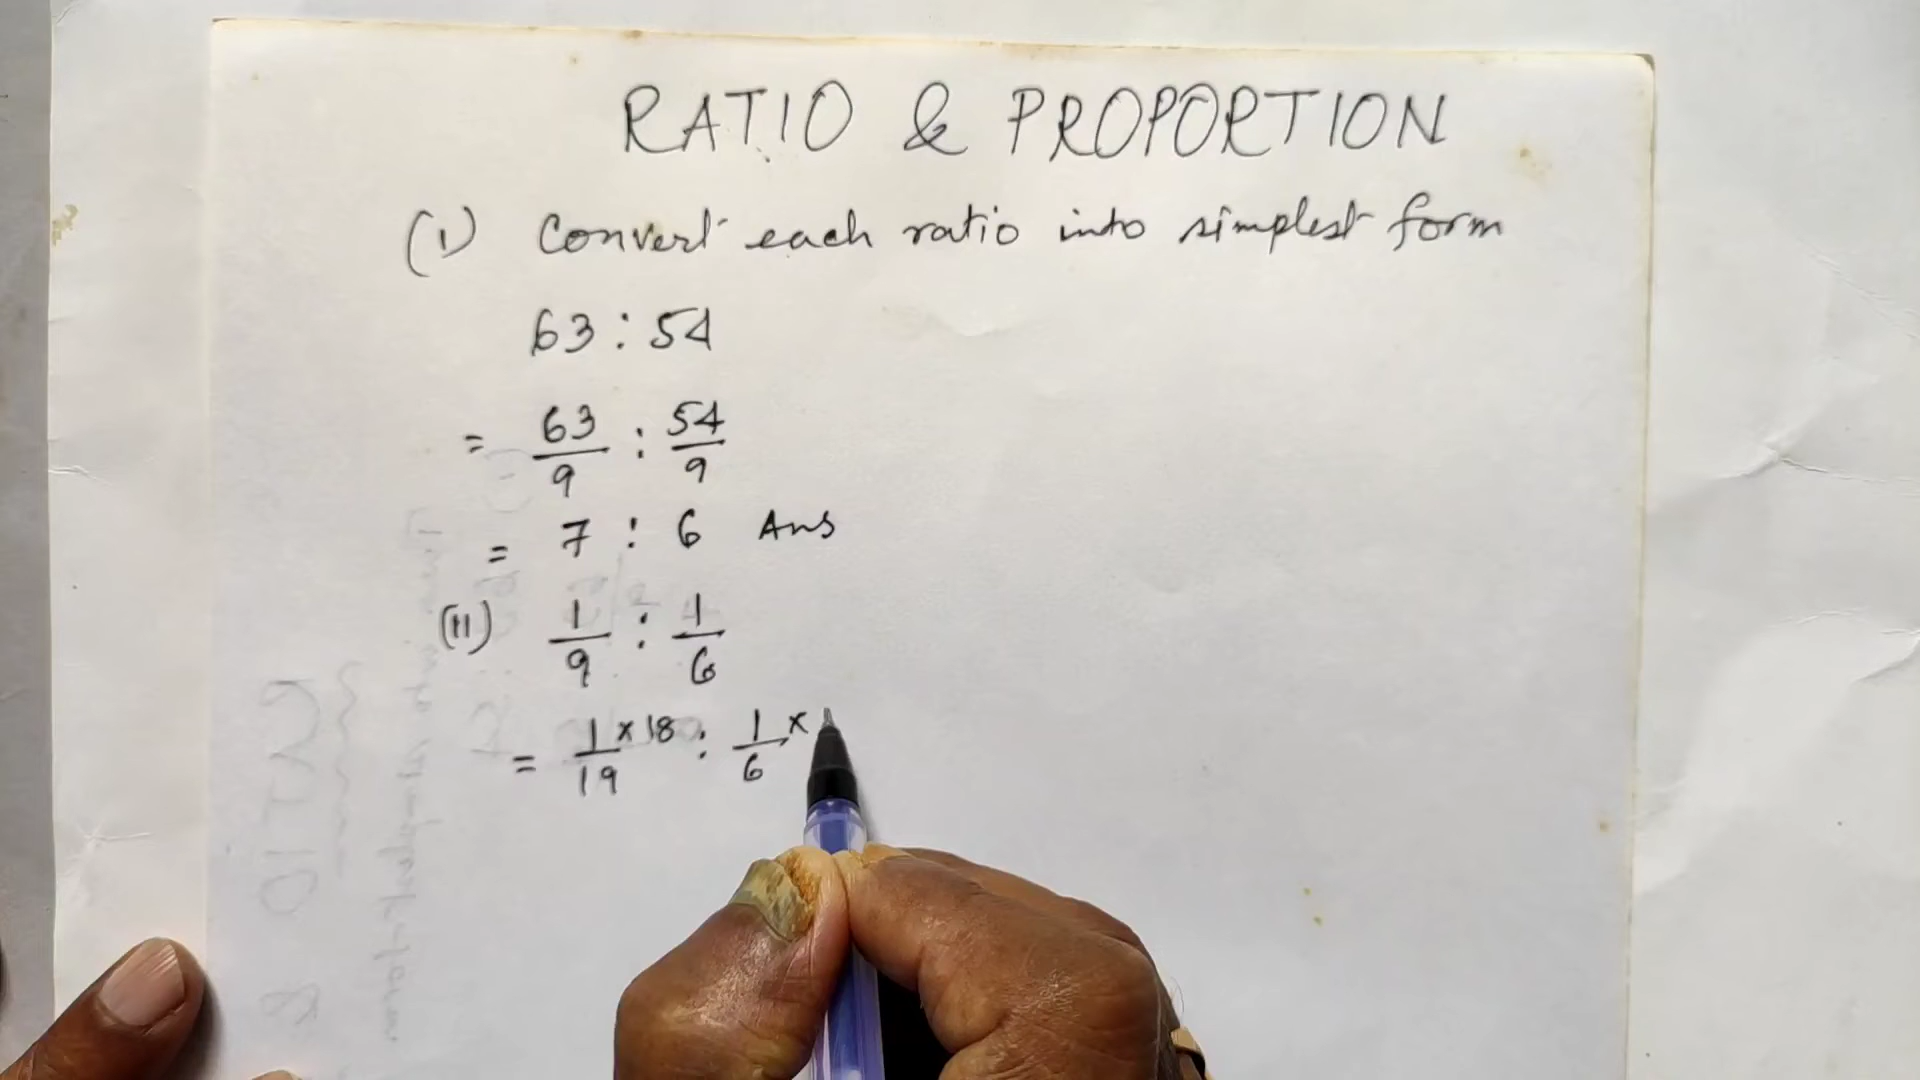 RATIO & PROPORTION
(1) Convert each ratio into simplest form
63 : 54
= 63/9 : 54/9
= 7 : 6 Ans
(11) 1/9 : 1/6
= 1/19 × 18 : 1/6 ×